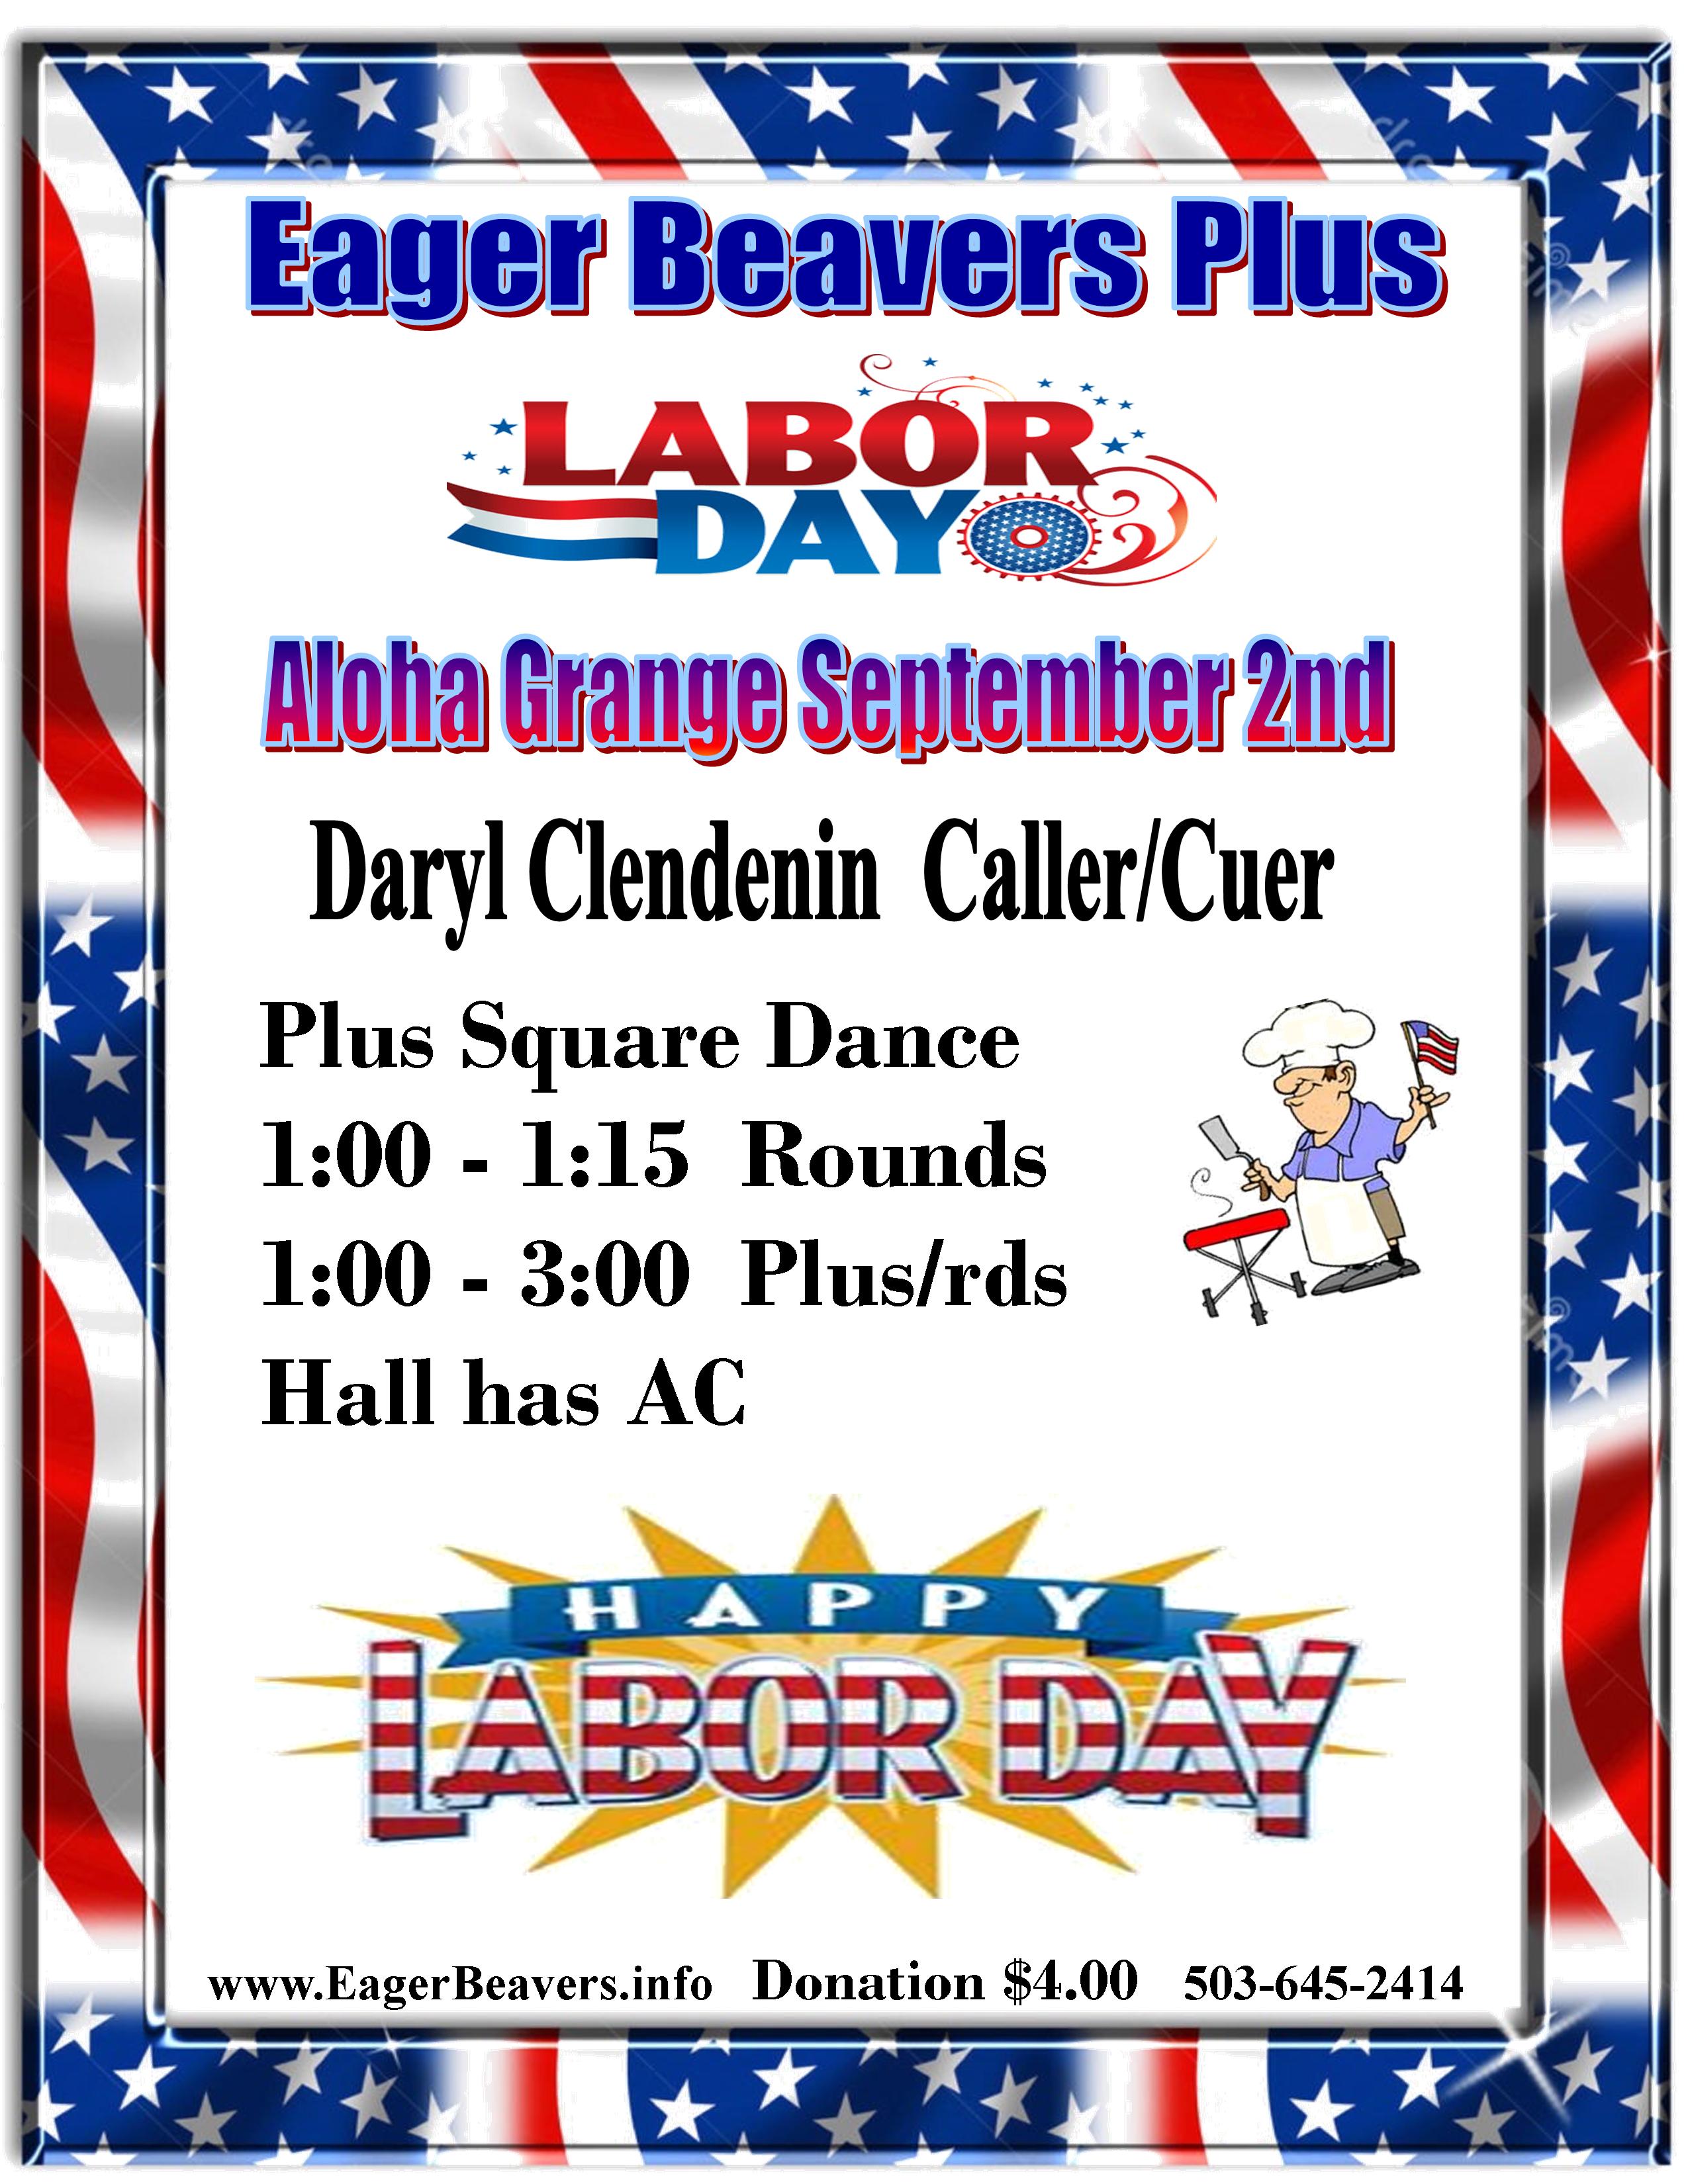 Eager Beavers Plus
LABOR
DAY
Aloha Grange September 2nd
Daryl Clendenin Caller/Cuer
Plus Square Dance
1:00 - 1:15 Rounds
1:00 - 3:00 Plus/rds
Hall has AC
HAPPY
LABOR DAY
www.EagerBeavers.info Donation $4.00 503-645-2414